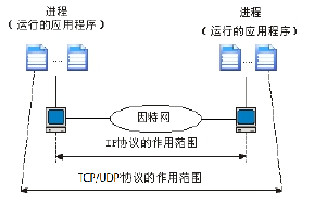 进程
（运行的应用程序）
进程
（运行的应用程序）
....
....
因特网
IP协议的作用范围
TCP/UDP协议的作用范围